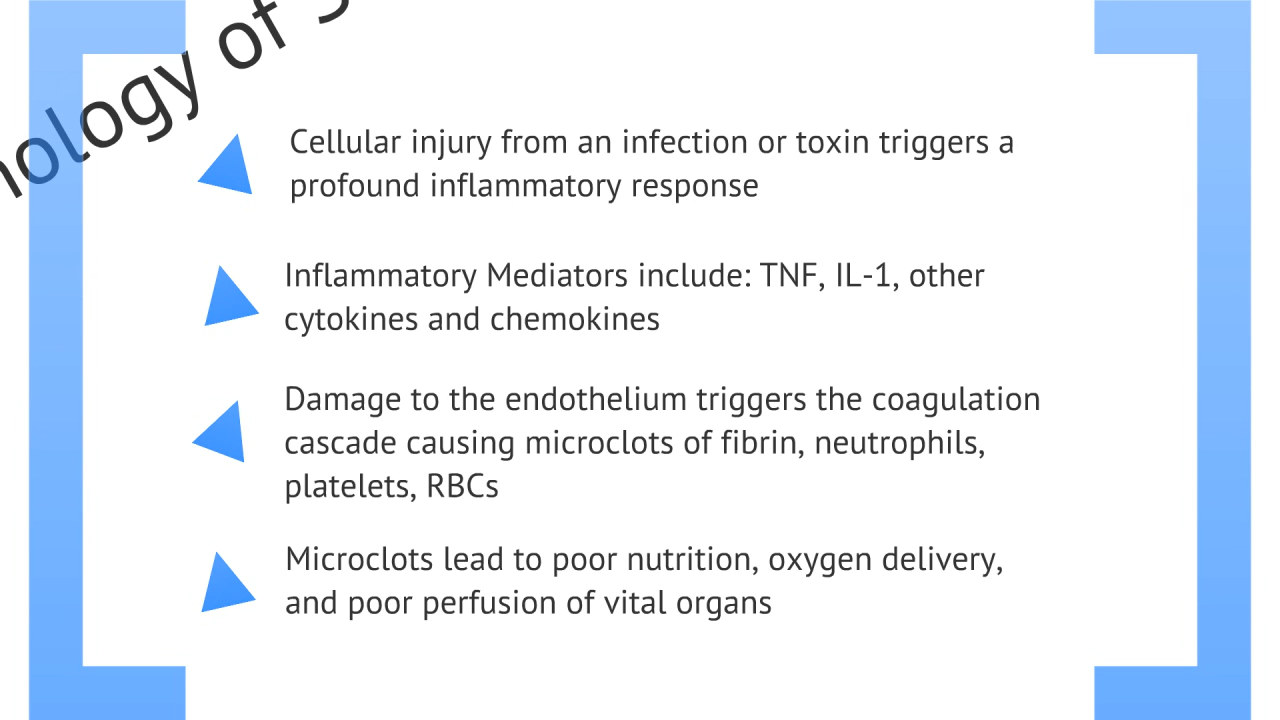 ology of
Cellular injury from an infection or toxin triggers a
profound inflammatory response
Inflammatory Mediators include: TNF, IL-1, other
cytokines and chemokines
Damage to the endothelium triggers the coagulation
cascade causing microclots of fibrin, neutrophils,
platelets, RBCs
Microclots lead to poor nutrition, oxygen delivery,
and poor perfusion of vital organs